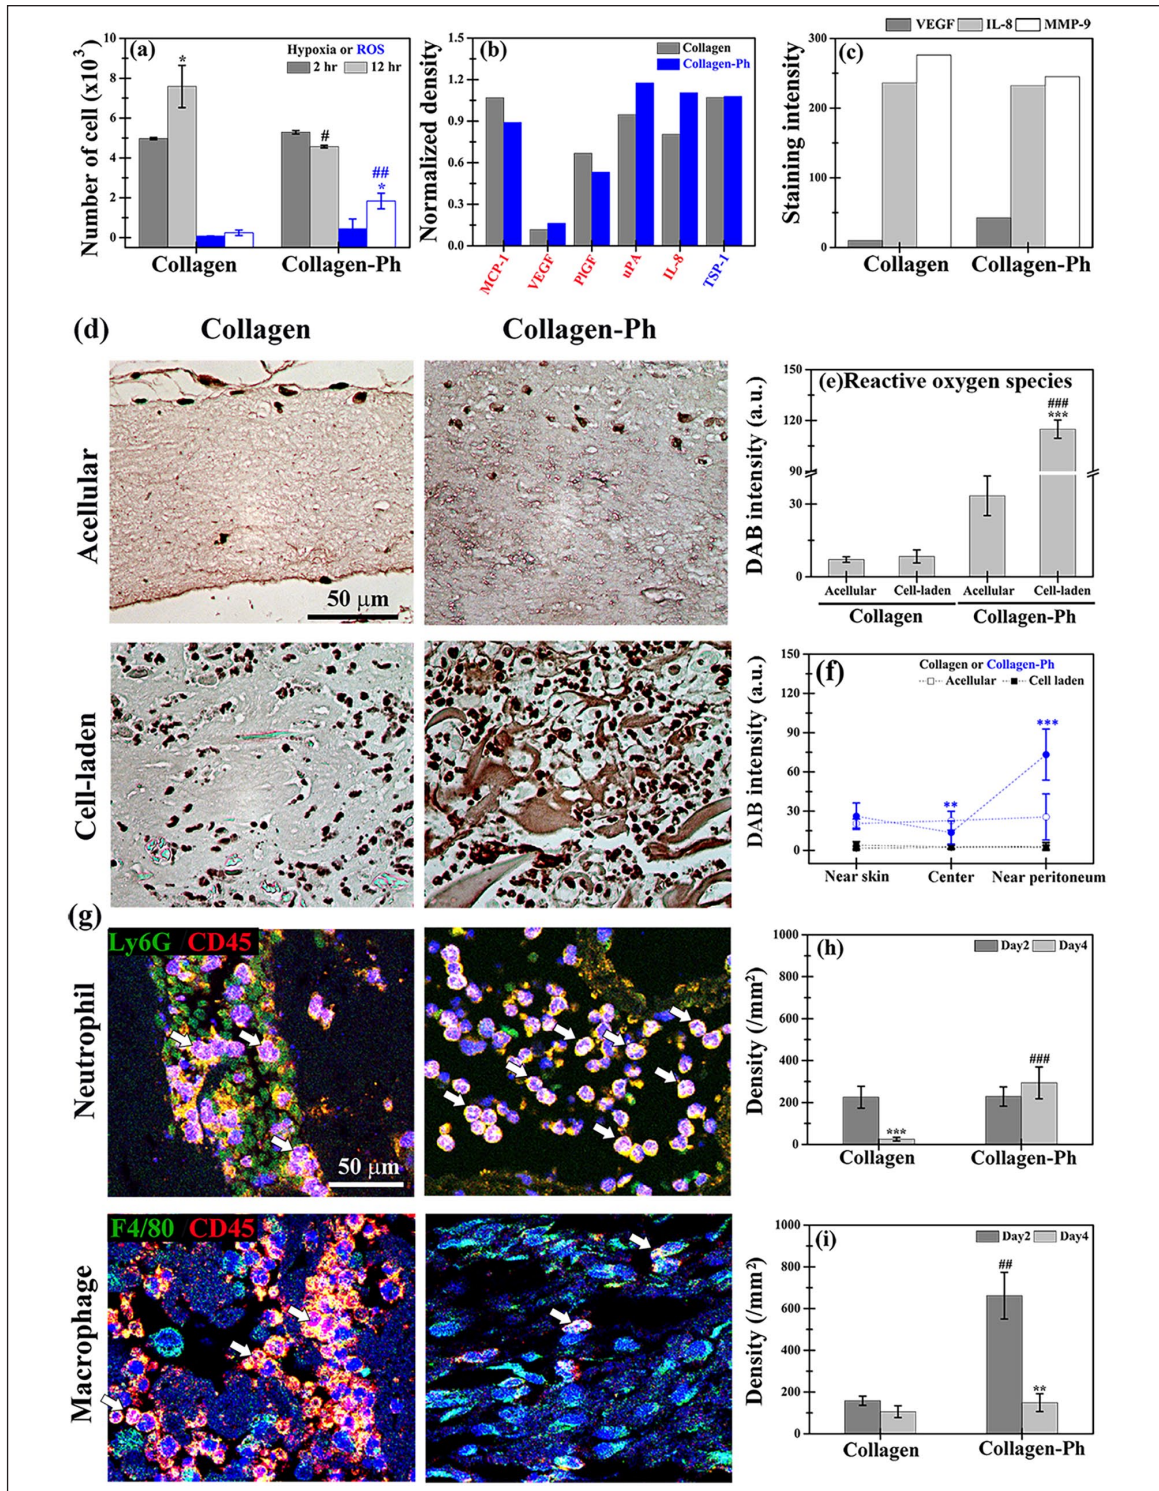 (a)
Hypoxia or ROS
2 hr 12 hr
Number of cell (x10³)
10
8
6
4
2
0
*
#
##
*
Collagen Collagen-Ph
(b)
Collagen
Collagen-Ph
Normalized density
1.5
1.2
0.9
0.6
0.3
0.0
MCP-1 VEGF PlGF uPA IL-8 TSP-1
VEGF IL-8 MMP-9
(c)
Staining intensity
300
250
200
150
100
50
0
Collagen Collagen-Ph
(d)
Collagen Collagen-Ph
Acellular
50 μm
Cell-laden
(e) Reactive oxygen species
DAB intensity (a.u.)
150
120
90
30
0
###
***
Acellular Cell-laden Acellular Cell-laden
Collagen Collagen-Ph
(f)
Collagen or Collagen-Ph
Acellular Cell laden
DAB intensity (a.u.)
150
120
90
60
30
0
**
***
Near skin Center Near peritoneum
(g)
Ly6G CD45
Neutrophil
50 μm
F4/80 CD45
Macrophage
(h)
Day2 Day4
Density (/mm²)
1000
800
600
400
200
0
***
###
Collagen Collagen-Ph
(i)
Day2 Day4
Density (/mm²)
1000
800
600
400
200
0
##
**
Collagen Collagen-Ph